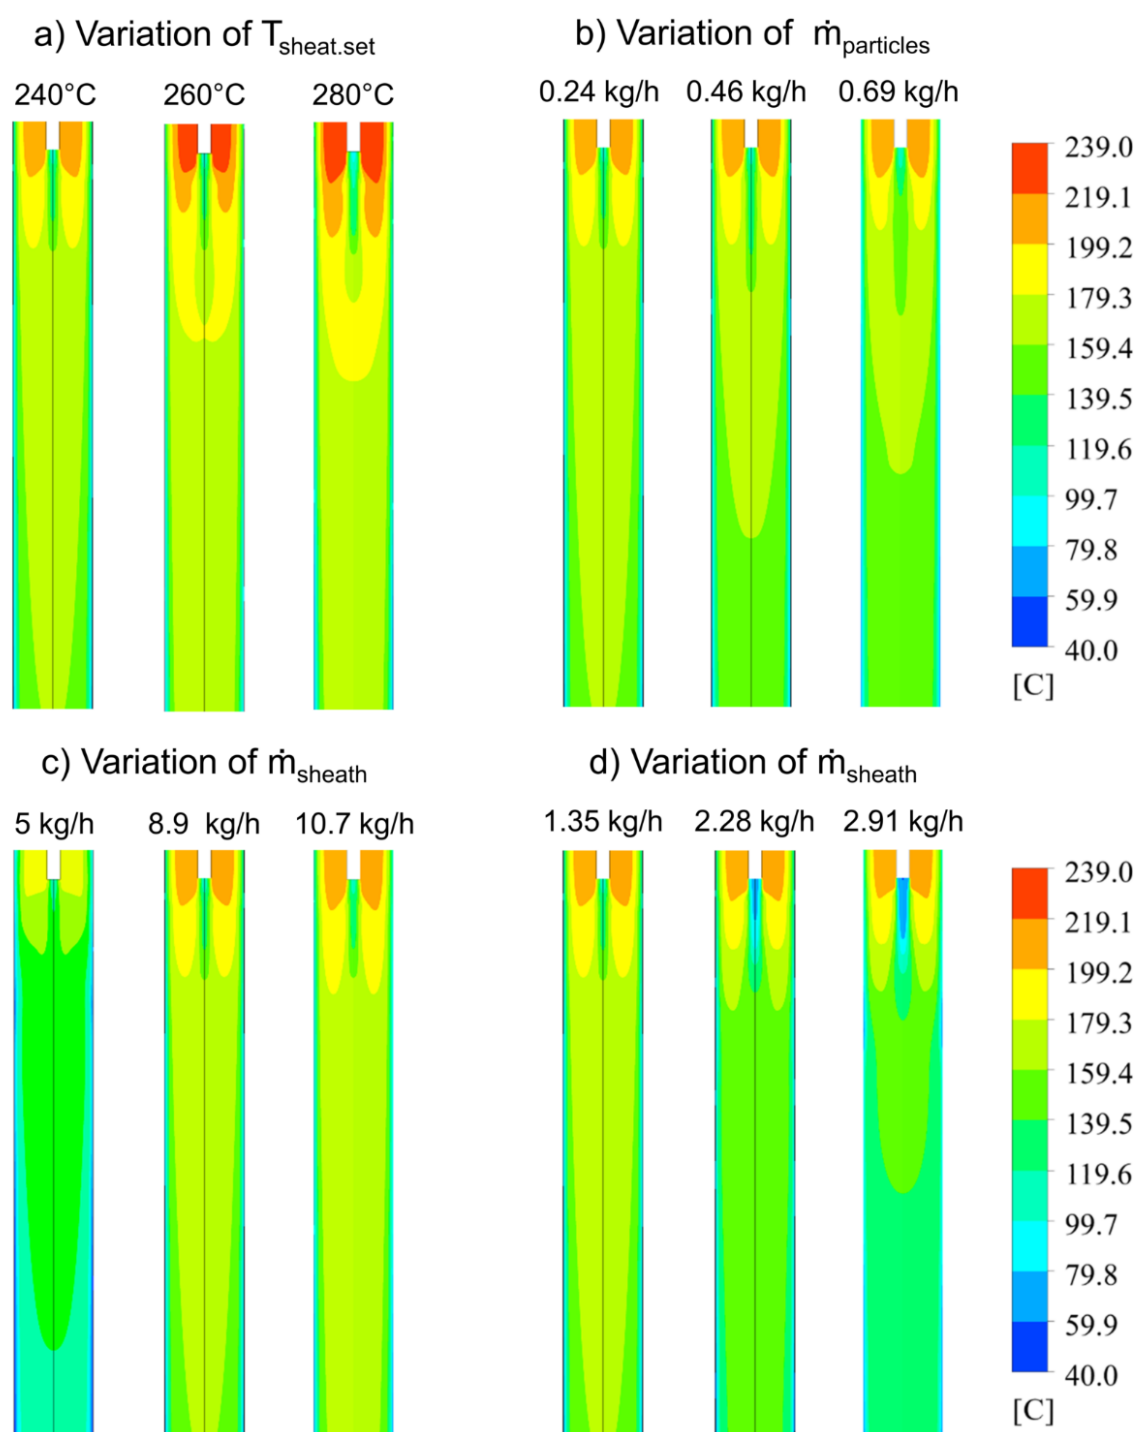 a) Variation of Tsheat.set
240°C 260°C 280°C
b) Variation of ṁparticles
0.24 kg/h 0.46 kg/h 0.69 kg/h
239.0
219.1
199.2
179.3
159.4
139.5
119.6
99.7
79.8
59.9
40.0
[C]
c) Variation of ṁsheath
5 kg/h 8.9 kg/h 10.7 kg/h
d) Variation of ṁsheath
1.35 kg/h 2.28 kg/h 2.91 kg/h
239.0
219.1
199.2
179.3
159.4
139.5
119.6
99.7
79.8
59.9
40.0
[C]